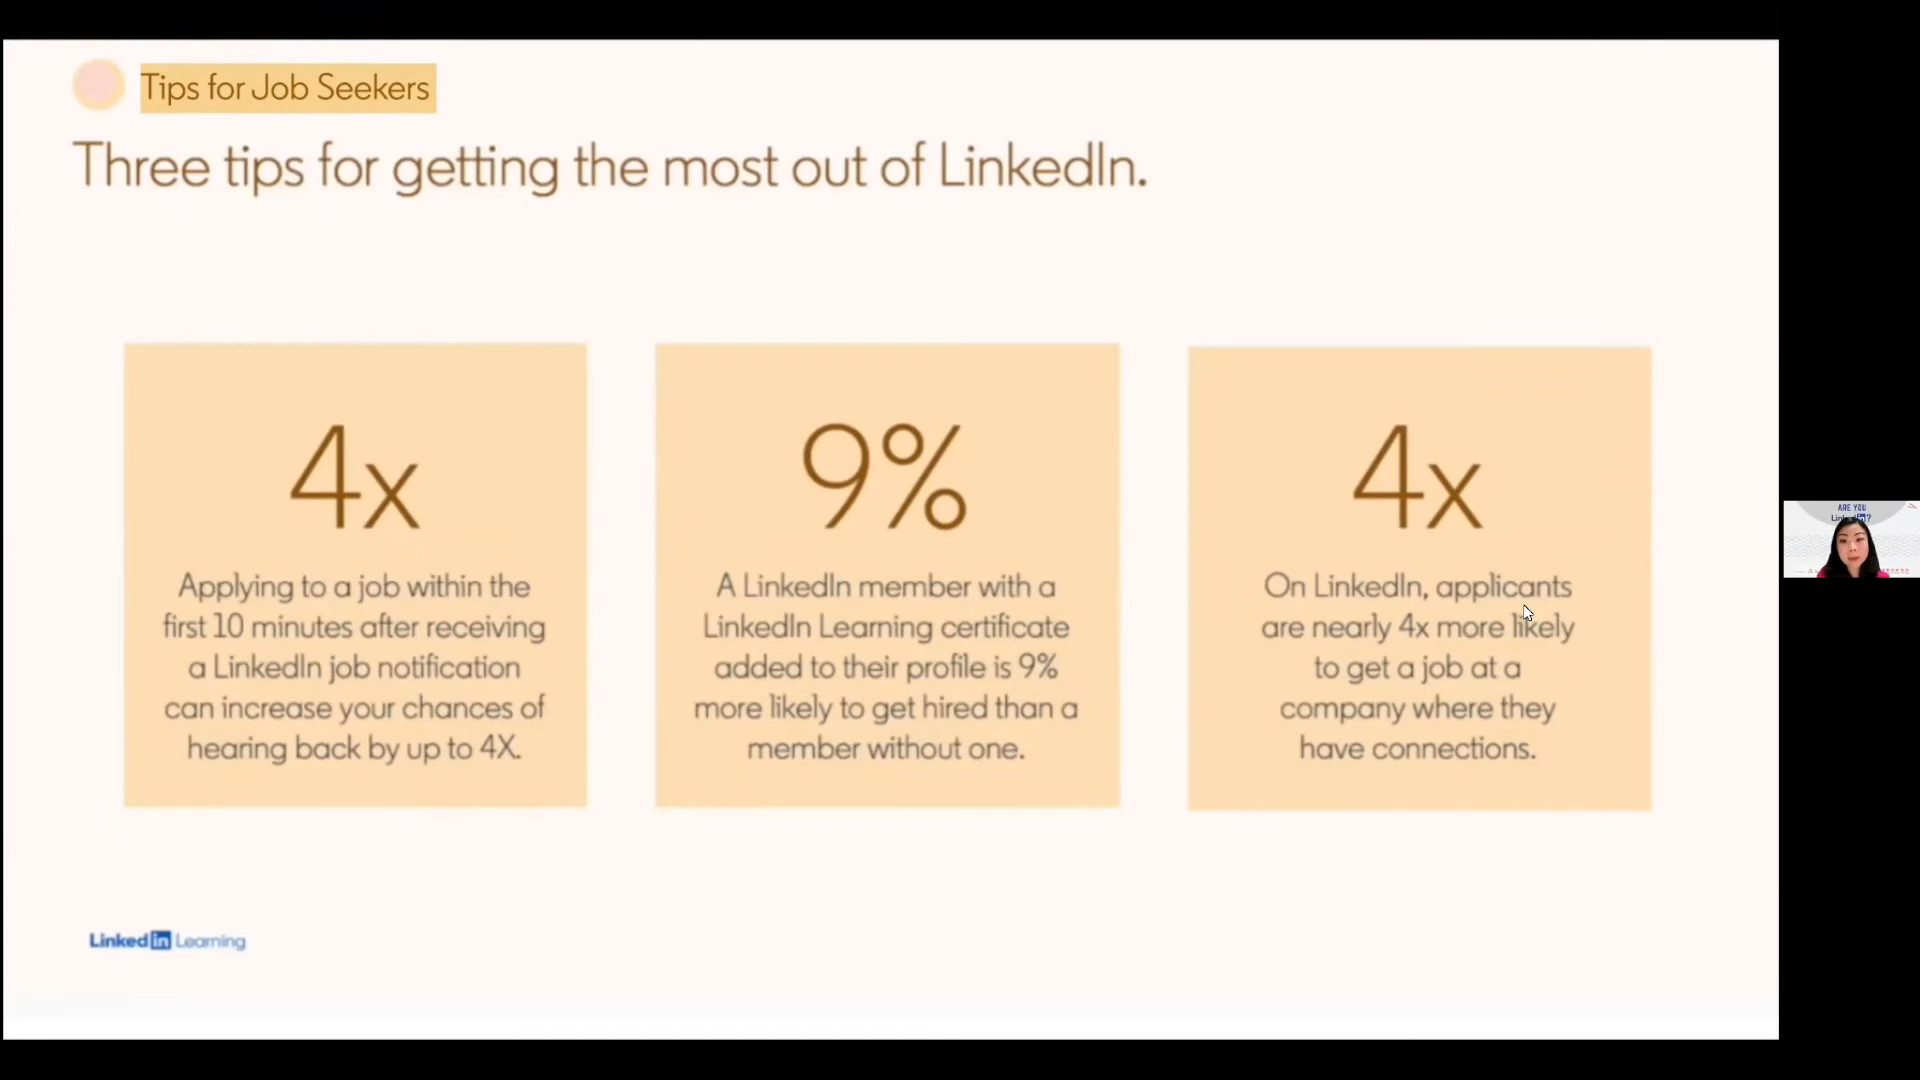 Tips for Job Seekers
Three tips for getting the most out of LinkedIn.
4x
Applying to a job within the
first 10 minutes after receiving
a LinkedIn job notification
can increase your chances of
hearing back by up to 4X.
9%
A LinkedIn member with a
LinkedIn Learning certificate
added to their profile is 9%
more likely to get hired than a
member without one.
4x
On LinkedIn, applicants
are nearly 4x more likely
to get a job at a
company where they
have connections.
ARE YOU
LinkedIn?
LinkedIn Learning